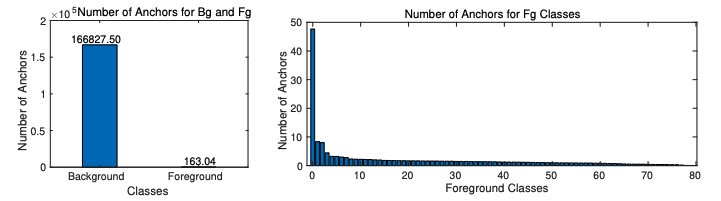 ×10⁵ Number of Anchors for Bg and Fg
2
1.5
1
0.5
0
Number of Anchors
166827.50
163.04
Background Foreground
Classes
Number of Anchors for Fg Classes
50
40
30
20
10
0
Number of Anchors
0 10 20 30 40 50 60 70 80
Foreground Classes